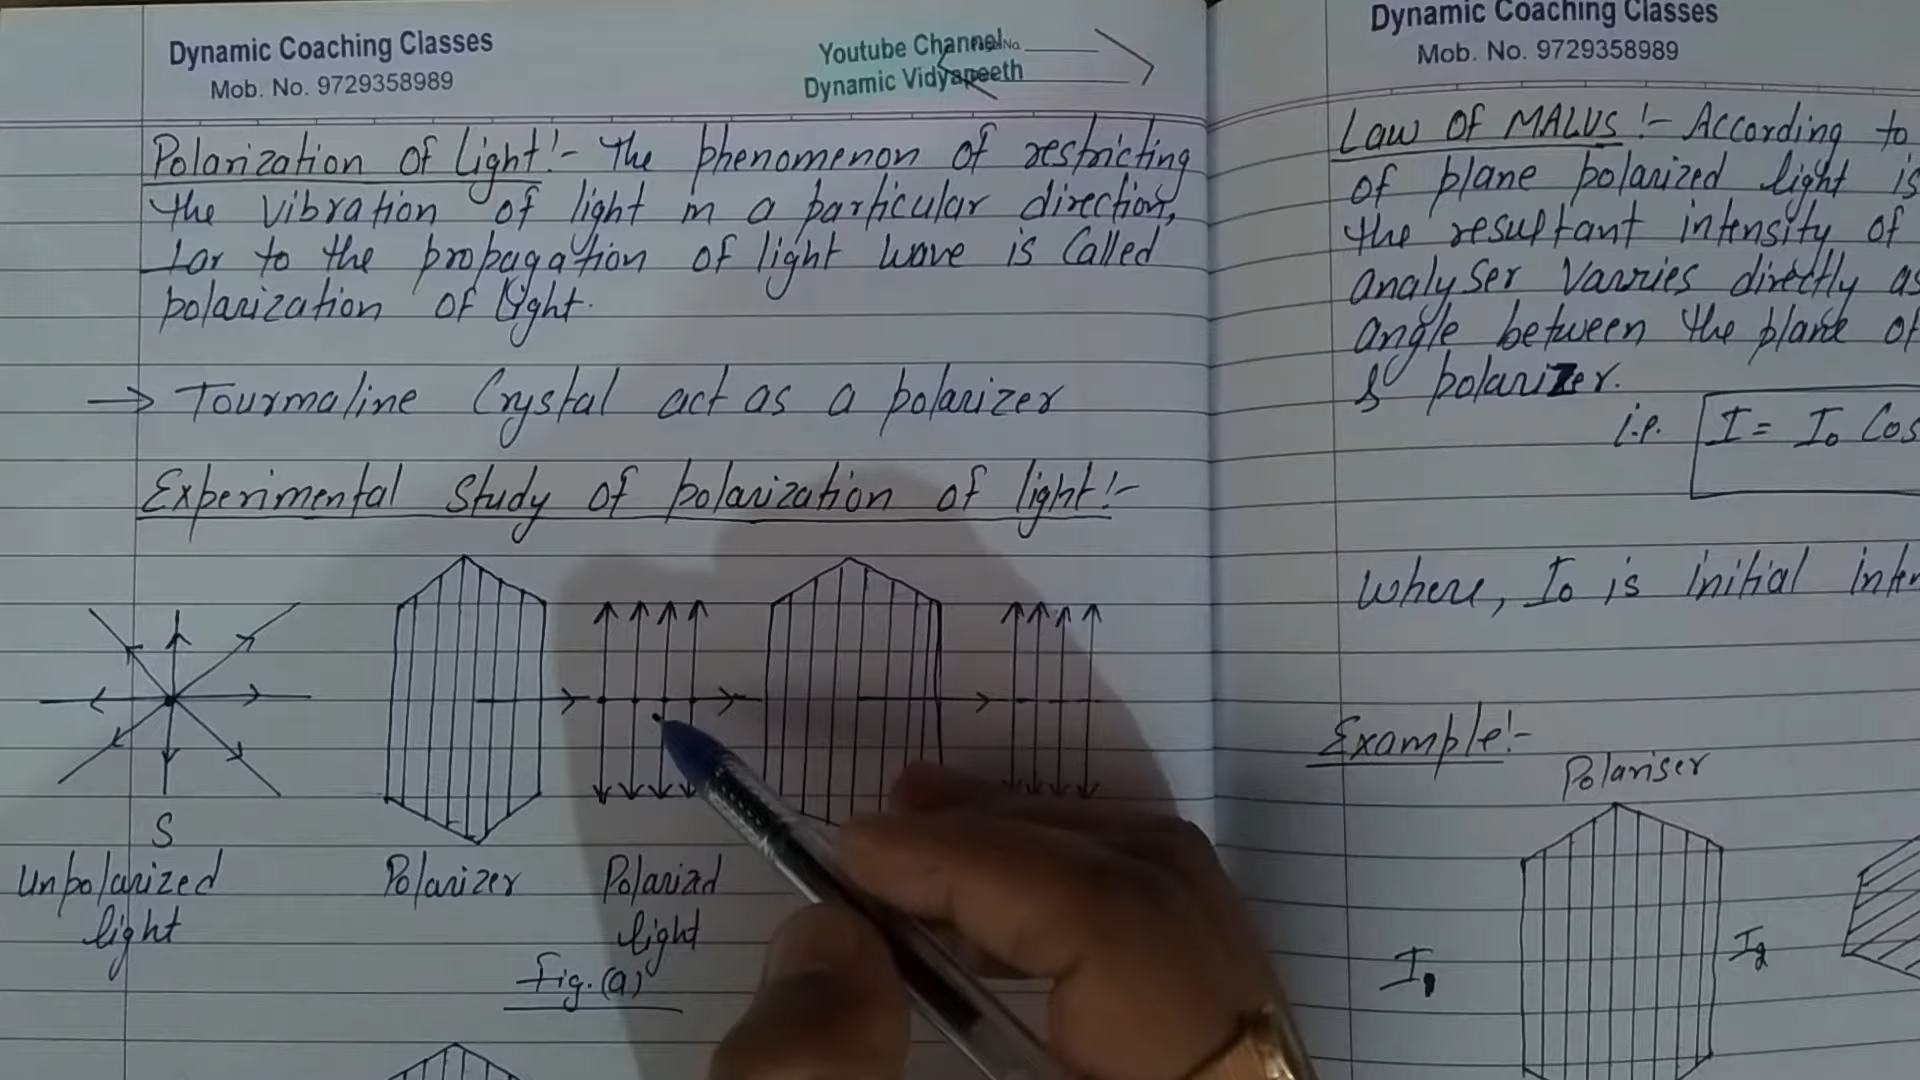 Dynamic Coaching Classes
Mob. No. 9729358989
Youtube Channel
Dynamic Vidyapeeth
Polarization of Light :- The phenomenon of restricting
the vibration of light in a particular direction,
⊥ar to the propagation of light wave is Called
polarization of light.
→ Tourmaline Crystal act as a polarizer
Experimental Study of polarization of light :-
S
Unpolarized
light
Polarizer
Polarizd
light
Fig. (a)
Dynamic Coaching Classes
Mob. No. 9729358989
Law Of MALUS :- According to
of plane polarized light is
the resultant intensity of
analyser Varries directly as
angle between the plane of
& polarizer.
i.e. I = I₀ Cos
where, I₀ is initial
Example :-
Polariser
I₂